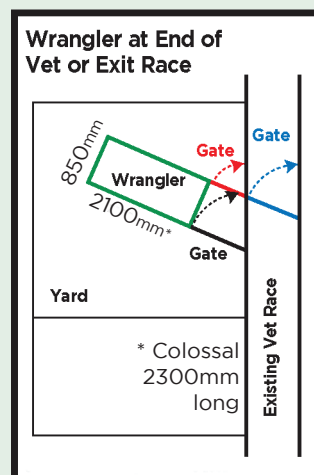 Wrangler at End of
Vet or Exit Race
Gate
Gate
850mm
Wrangler
2100mm*
Gate
Yard
Existing Vet Race
* Colossal
2300mm
long